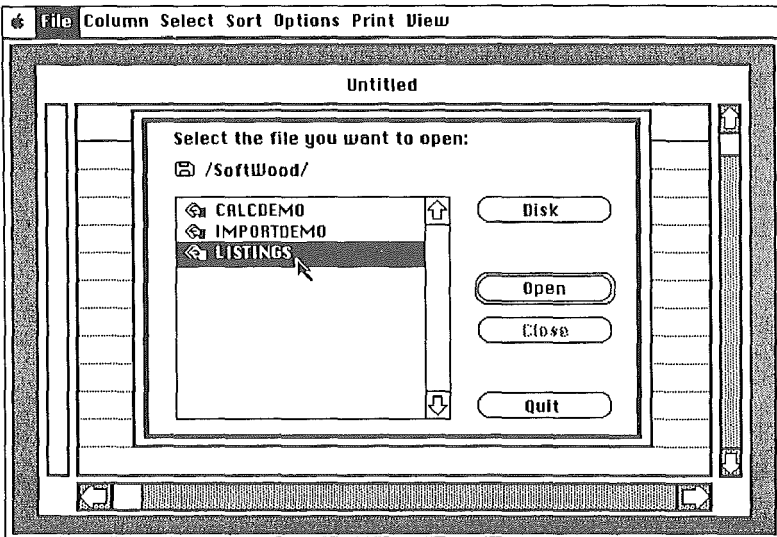 File Column Select Sort Options Print View
Untitled
Select the file you want to open:
/SoftWood/
CALCDEMO
IMPORTDEMO
LISTINGS
Disk
Open
Close
Quit